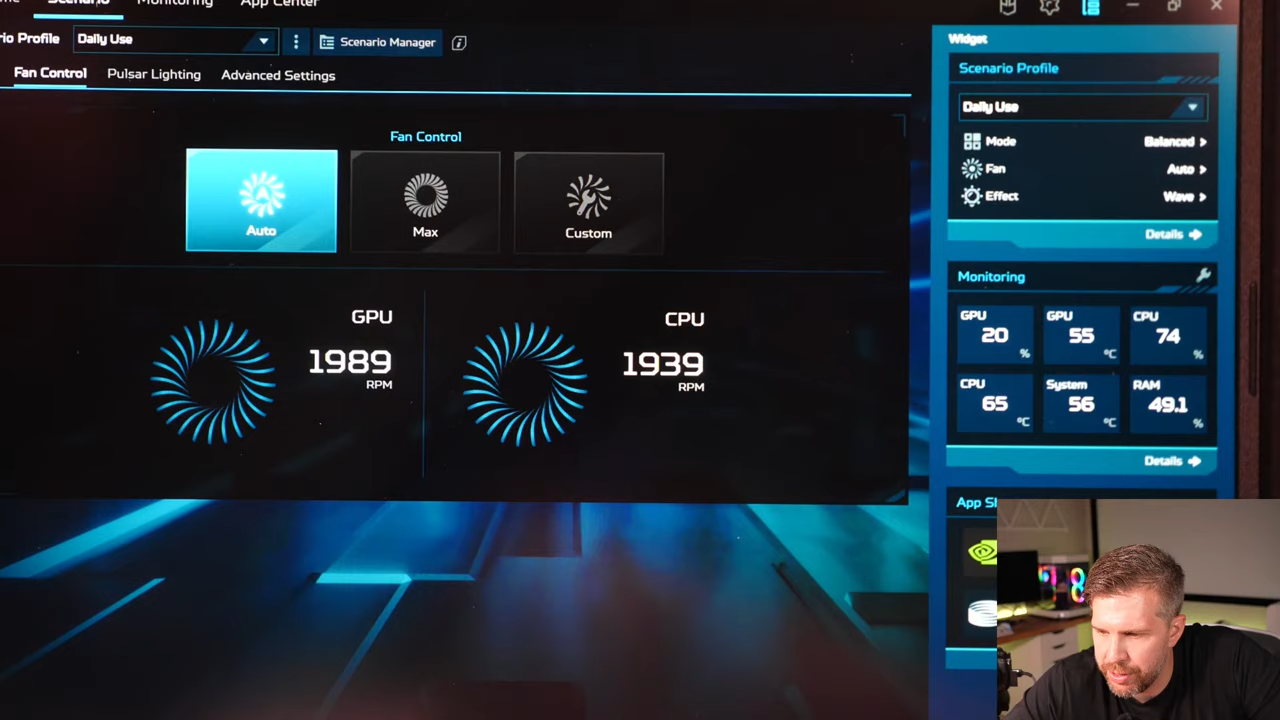 Scenario
Monitoring
App Center
rio Profile
Daily Use
Scenario Manager
Fan Control
Pulsar Lighting
Advanced Settings
Fan Control
Auto
Max
Custom
GPU
1989
RPM
CPU
1939
RPM
Widget
Scenario Profile
Daily Use
Mode
Balanced
Fan
Auto
Effect
Wave
Details
Monitoring
GPU
20
%
GPU
55
°C
CPU
74
%
CPU
65
°C
System
56
°C
RAM
49.1
%
Details
App Sh